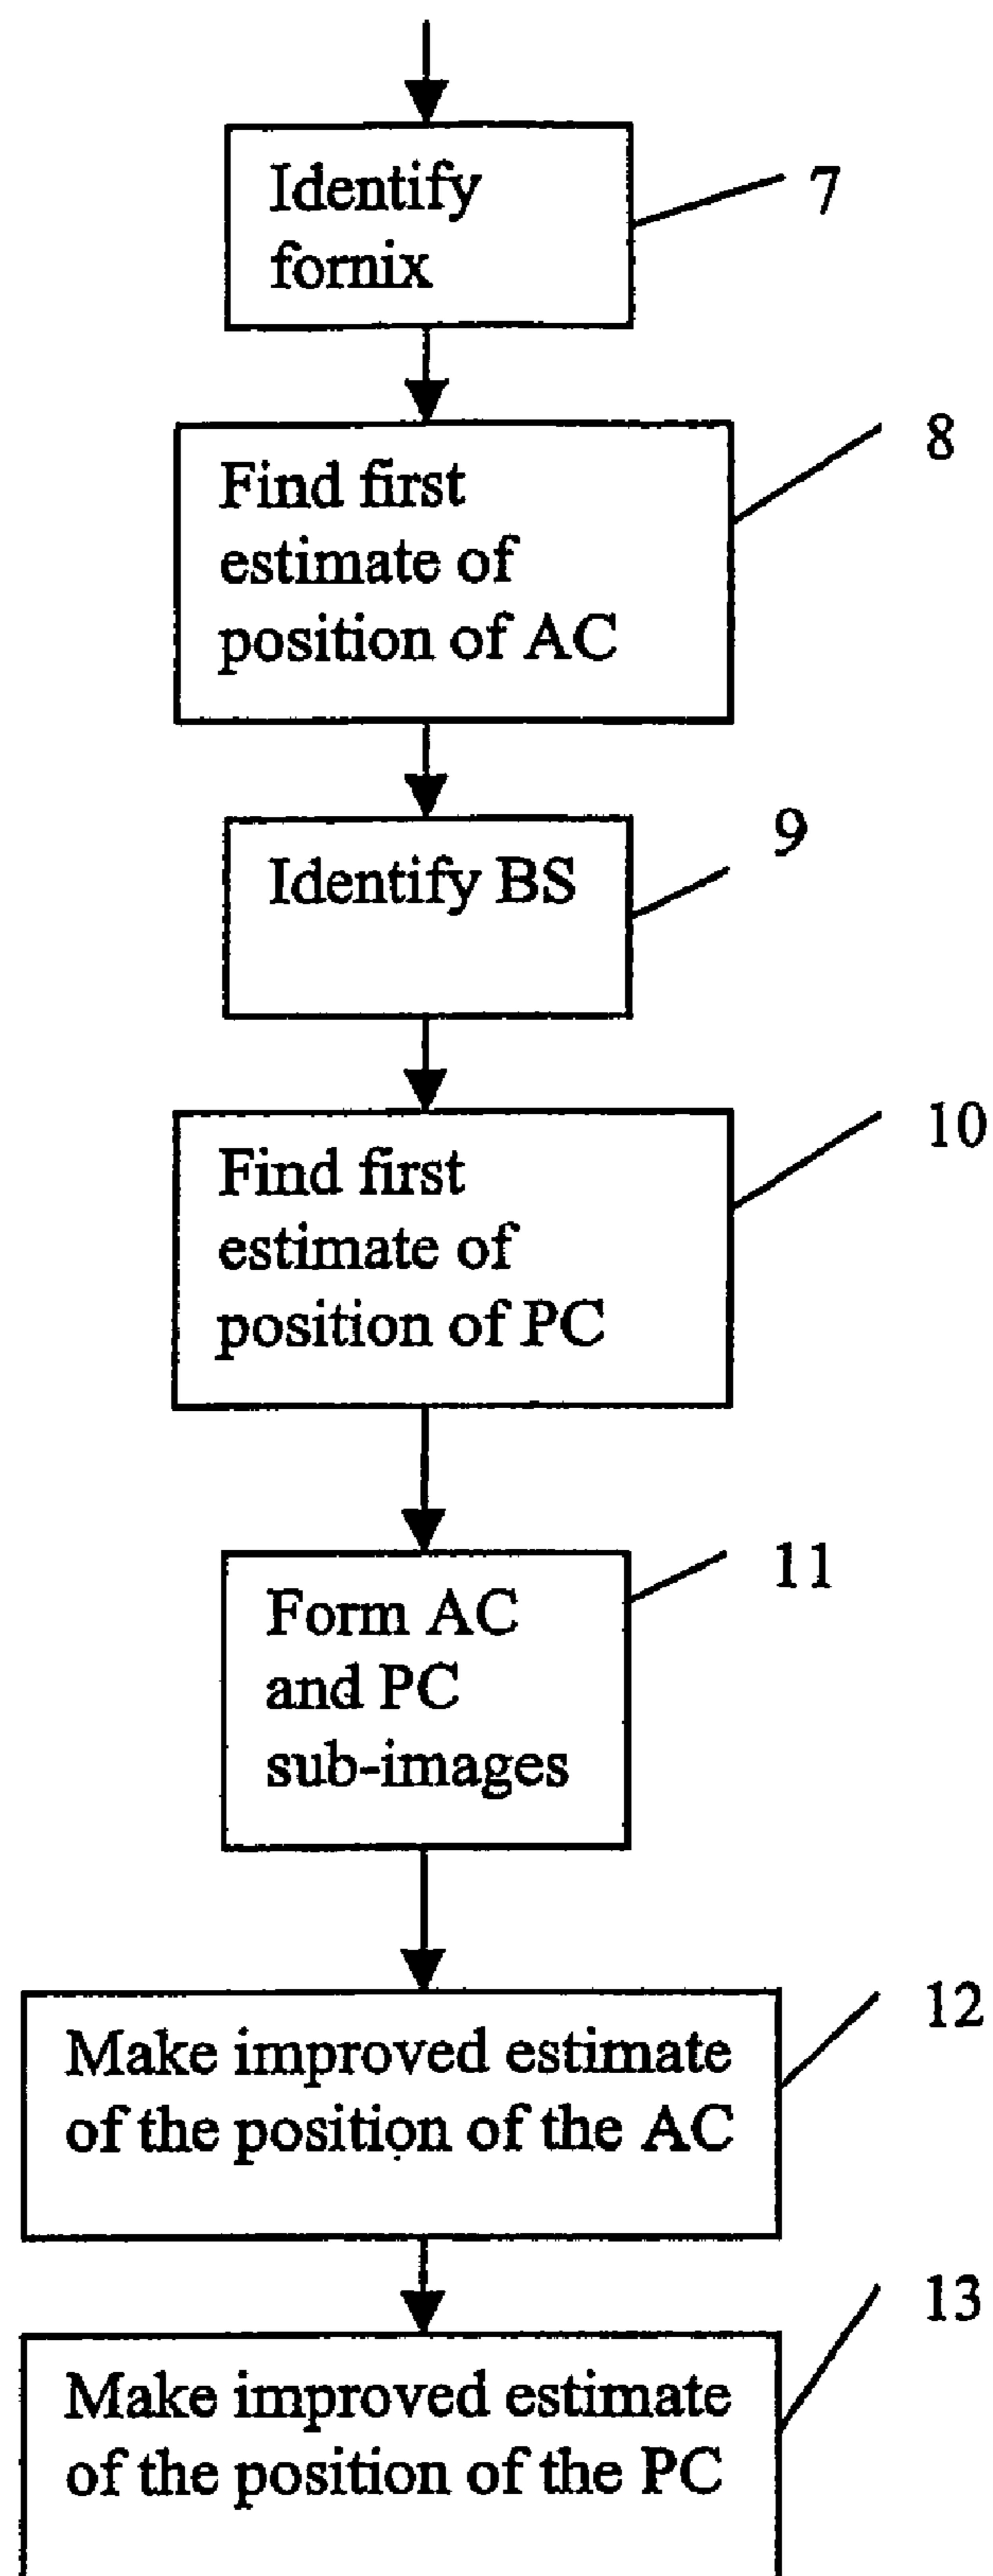 Identify
fornix
7
Find first
estimate of
position of AC
8
Identify BS
9
Find first
estimate of
position of PC
10
Form AC
and PC
sub-images
11
Make improved estimate
of the position of the AC
12
Make improved estimate
of the position of the PC
13